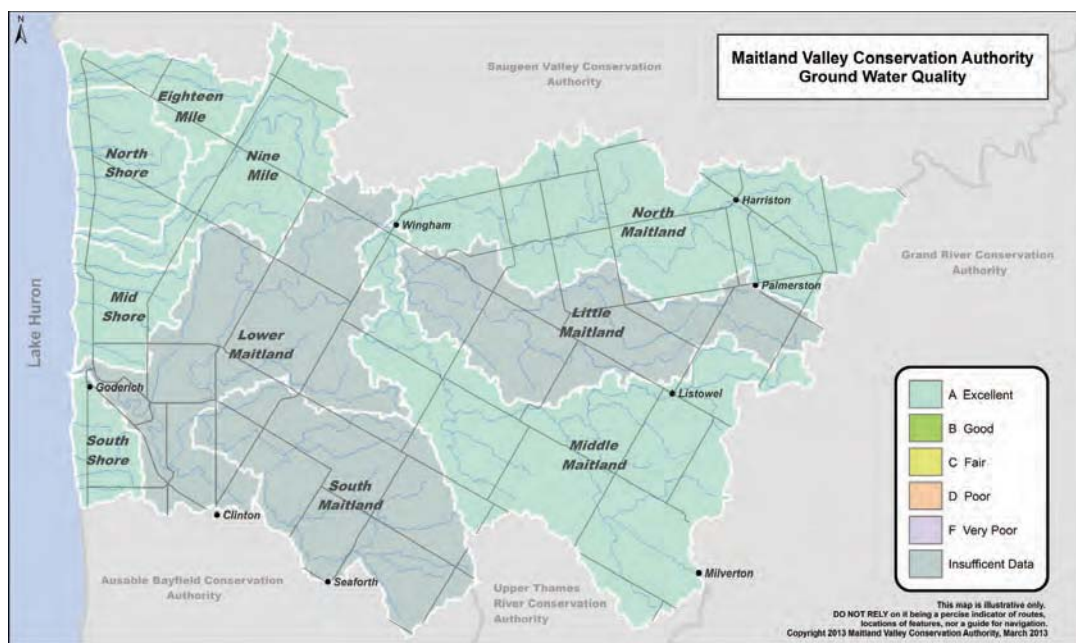 N
Maitland Valley Conservation Authority
Ground Water Quality
Saugeen Valley Conservation
Authority
Eighteen
Mile
North
Shore
Nine
Mile
Wingham
North
Maitland
Harriston
Grand River Conservation
Authority
Palmerston
Mid
Shore
Lower
Maitland
Little
Maitland
Lake Huron
Goderich
Listowel
South
Shore
Middle
Maitland
South
Maitland
Clinton
Seaforth
Milverton
Ausable Bayfield Conservation
Authority
Upper Thames
River Conservation
Authority
A Excellent
B Good
C Fair
D Poor
F Very Poor
Insufficent Data
This map is illustrative only.
DO NOT RELY on it being a percise indicator of routes,
locations of features, nor a guide for navigation.
Copyright 2013 Maitland Valley Conservation Authority, March 2013